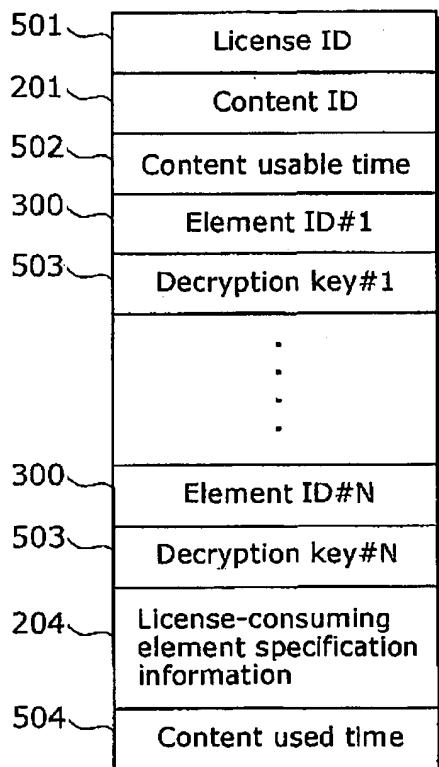 501 License ID
201 Content ID
502 Content usable time
300 Element ID#1
503 Decryption key#1
300 Element ID#N
503 Decryption key#N
204 License-consuming
element specification
information
504 Content used time